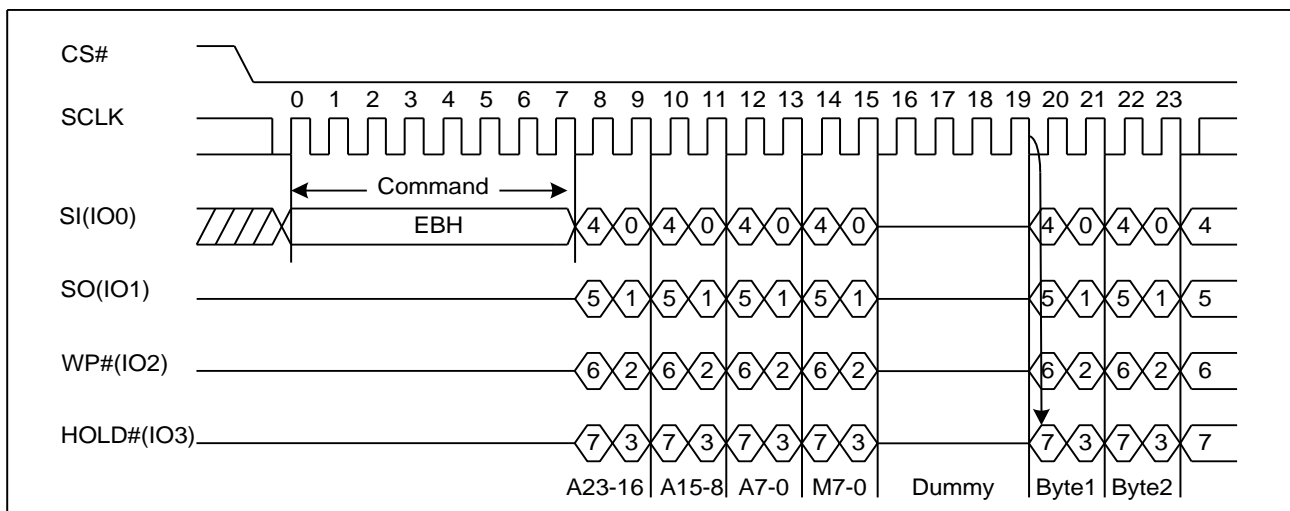 CS#
0 1 2 3 4 5 6 7 8 9 10 11 12 13 14 15 16 17 18 19 20 21 22 23
SCLK
Command
SI(IO0) EBH 4 0 4 0 4 0 4 0 4 0 4 0 4
SO(IO1) 5 1 5 1 5 1 5 1 5 1 5 1 5
WP#(IO2) 6 2 6 2 6 2 6 2 6 2 6 2 6
HOLD#(IO3) 7 3 7 3 7 3 7 3 7 3 7 3 7
A23-16 A15-8 A7-0 M7-0 Dummy Byte1 Byte2